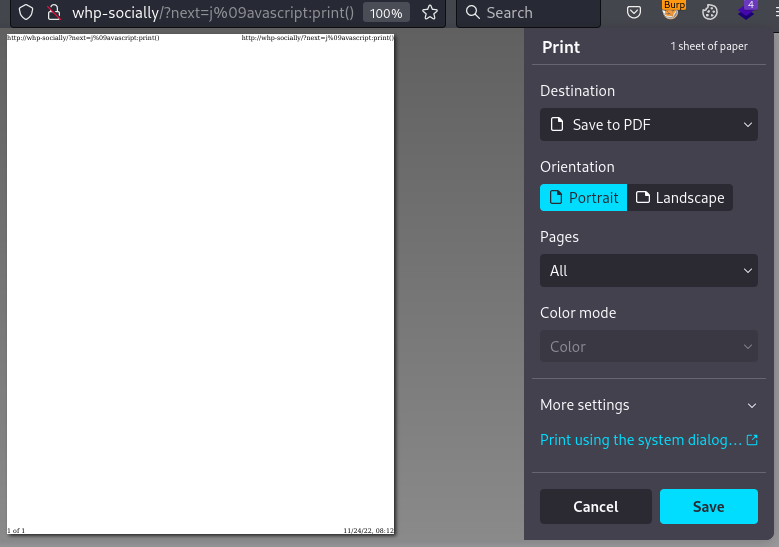 whp-socially/?next=j%09avascript:print() 100% Search Burp 4
http://whp-socially/?next=j%09avascript:print() http://whp-socially/?next=j%09avascript:print()
Print 1 sheet of paper
Destination
Save to PDF
Orientation
Portrait Landscape
Pages
All
Color mode
Color
More settings
Print using the system dialog...
Cancel Save
1 of 1 11/24/22, 08:12